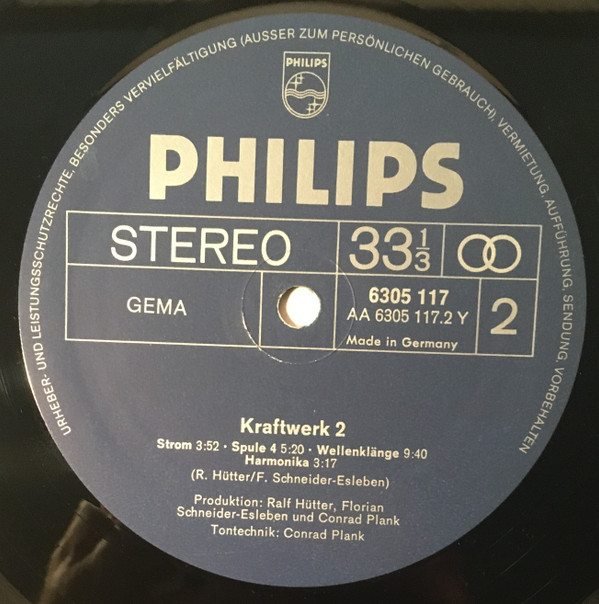 URHEBER- UND LEISTUNGSSCHUTZRECHTE, BESONDERS VERVIELFÄLTIGUNG (AUSSER ZUM PERSÖNLICHEN GEBRAUCH), VERMIETUNG, AUFFÜHRUNG, SENDUNG, VORBEHALTEN
PHILIPS
PHILIPS
STEREO 33 1/3
GEMA
6305 117
AA 6305 117.2 Y
2
Made in Germany
Kraftwerk 2
Strom 3:52 · Spule 4 5:20 · Wellenklänge 9:40
Harmonika 3:17
(R. Hütter/F. Schneider-Esleben)
Produktion: Ralf Hütter, Florian
Schneider-Esleben und Conrad Plank
Tontechnik: Conrad Plank